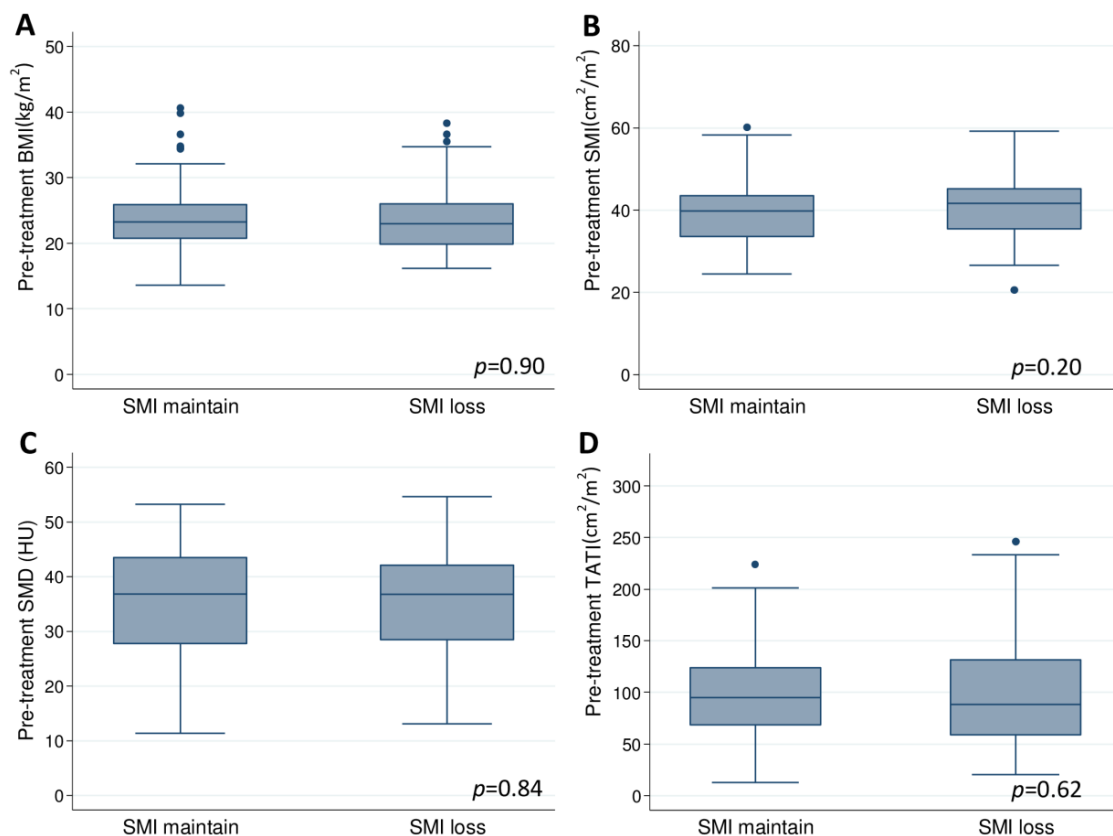 A
Pre-treatment BMI(kg/m²)
50
40
30
20
10
0
p=0.90
SMI maintain
SMI loss
B
Pre-treatment SMI(cm²/m²)
80
60
40
20
0
p=0.20
SMI maintain
SMI loss
C
Pre-treatment SMD (HU)
60
50
40
30
20
10
0
p=0.84
SMI maintain
SMI loss
D
Pre-treatment TATI(cm²/m²)
300
250
200
150
100
50
0
p=0.62
SMI maintain
SMI loss